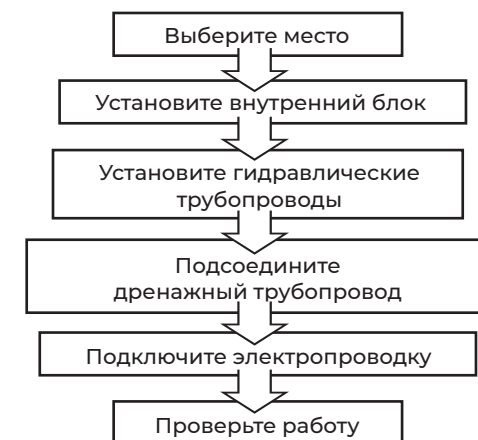 Выберите место
Установите внутренний блок
Установите гидравлические
трубопроводы
Подсоедините
дренажный трубопровод
Подключите электропроводку
Проверьте работу